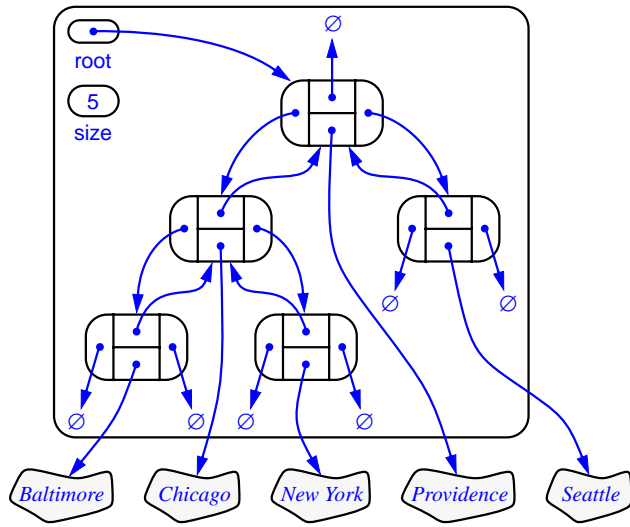 ∅
root
5
size
∅ ∅
∅ ∅ ∅ ∅
Baltimore Chicago New York Providence Seattle